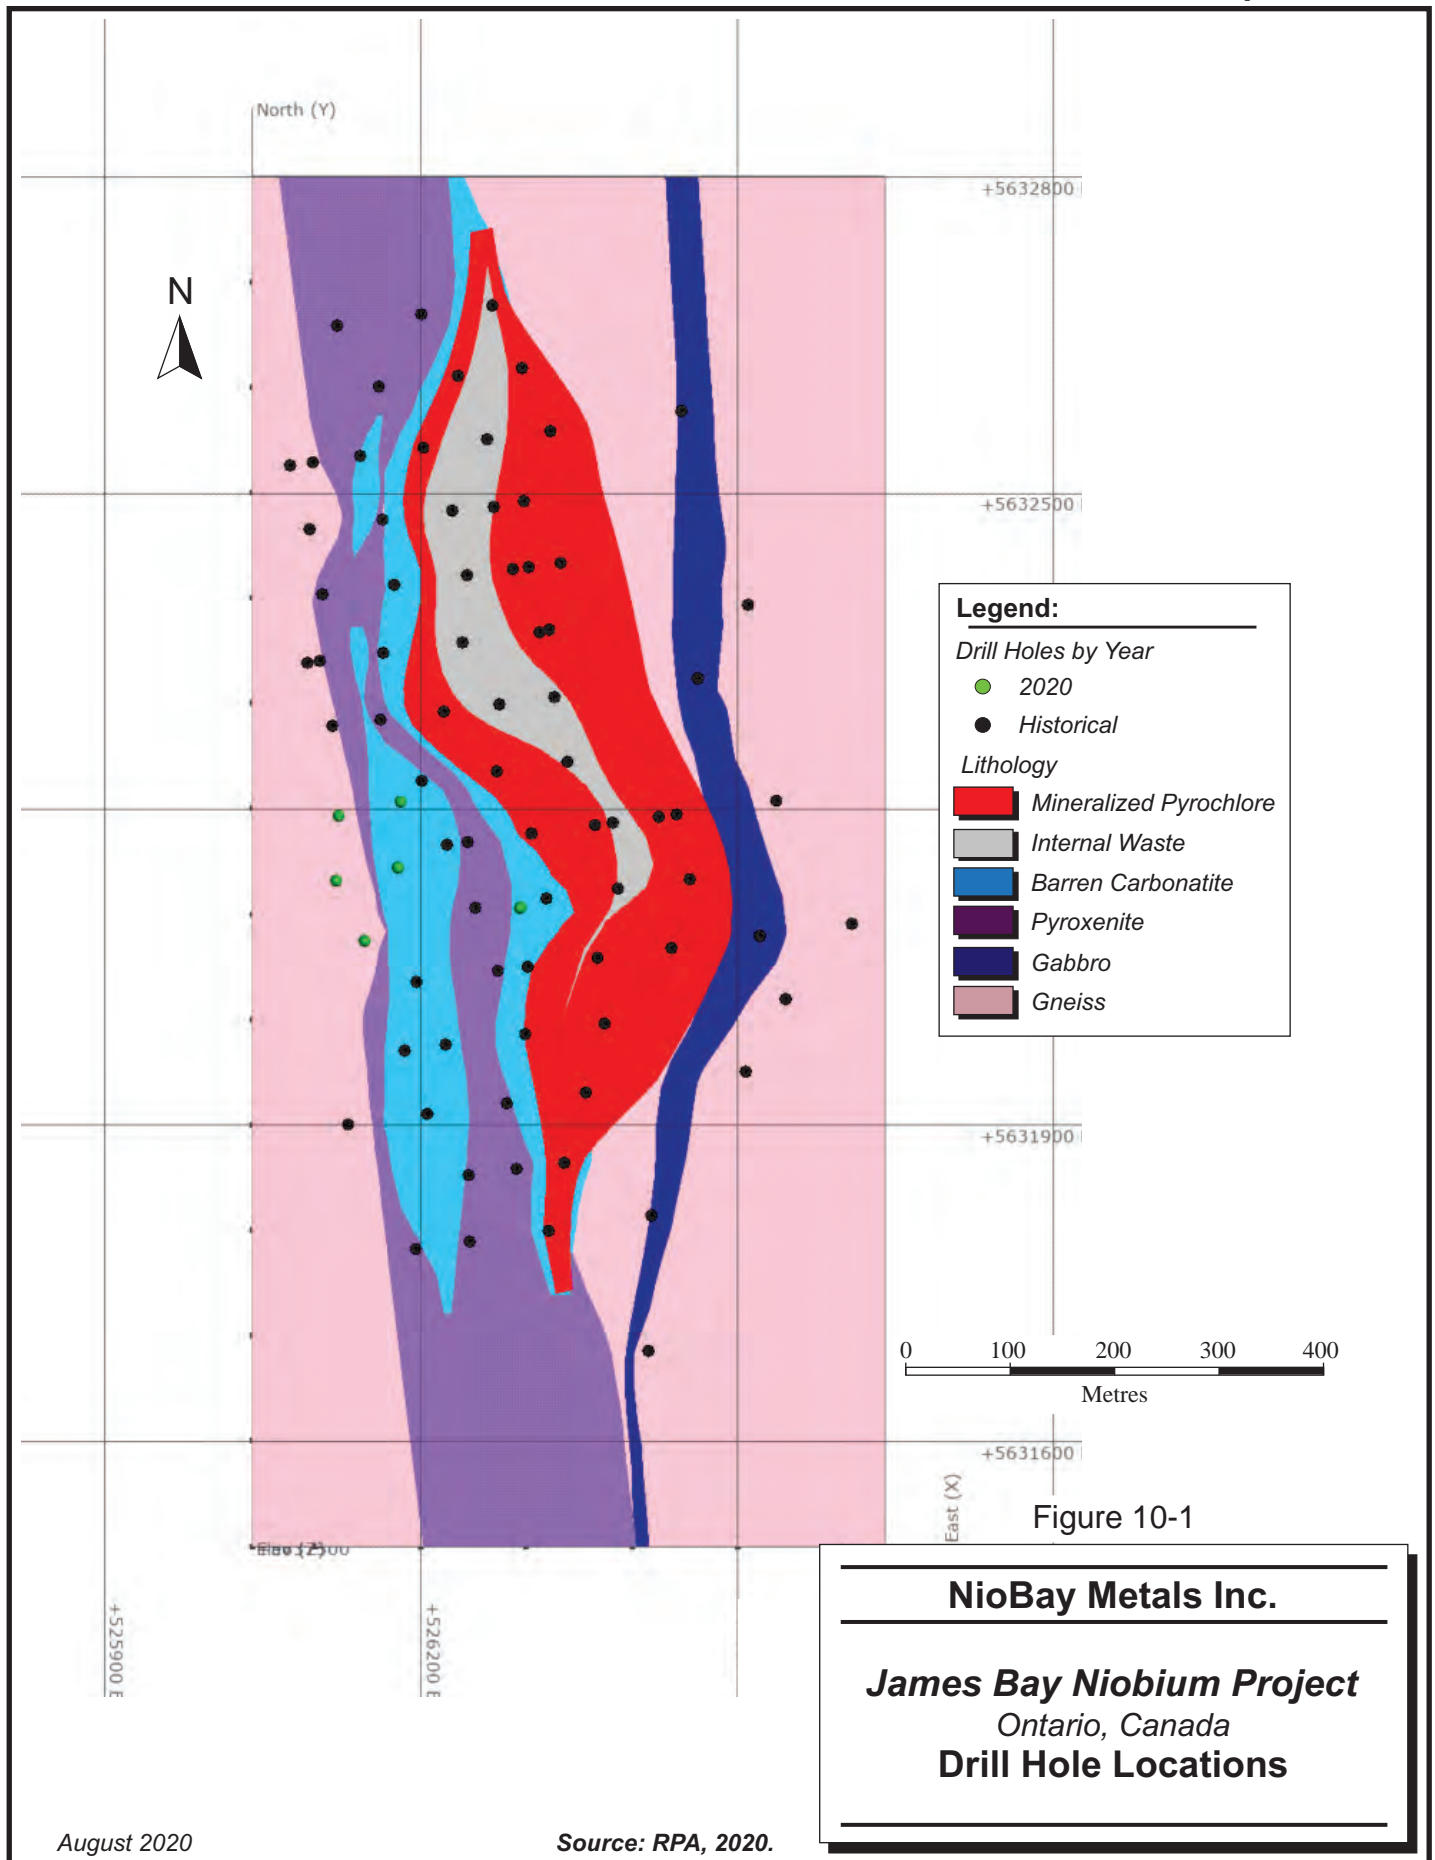 North (Y)
+5632800
N
+5632500
Legend:
Drill Holes by Year
2020
Historical
Lithology
Mineralized Pyrochlore
Internal Waste
Barren Carbonatite
Pyroxenite
Gabbro
Gneiss
+5631900
0 100 200 300 400
Metres
+5631600
East (X)
Figure 10-1
+525900 E
+526200 E
NioBay Metals Inc.
James Bay Niobium Project
Ontario, Canada
Drill Hole Locations
August 2020
Source: RPA, 2020.